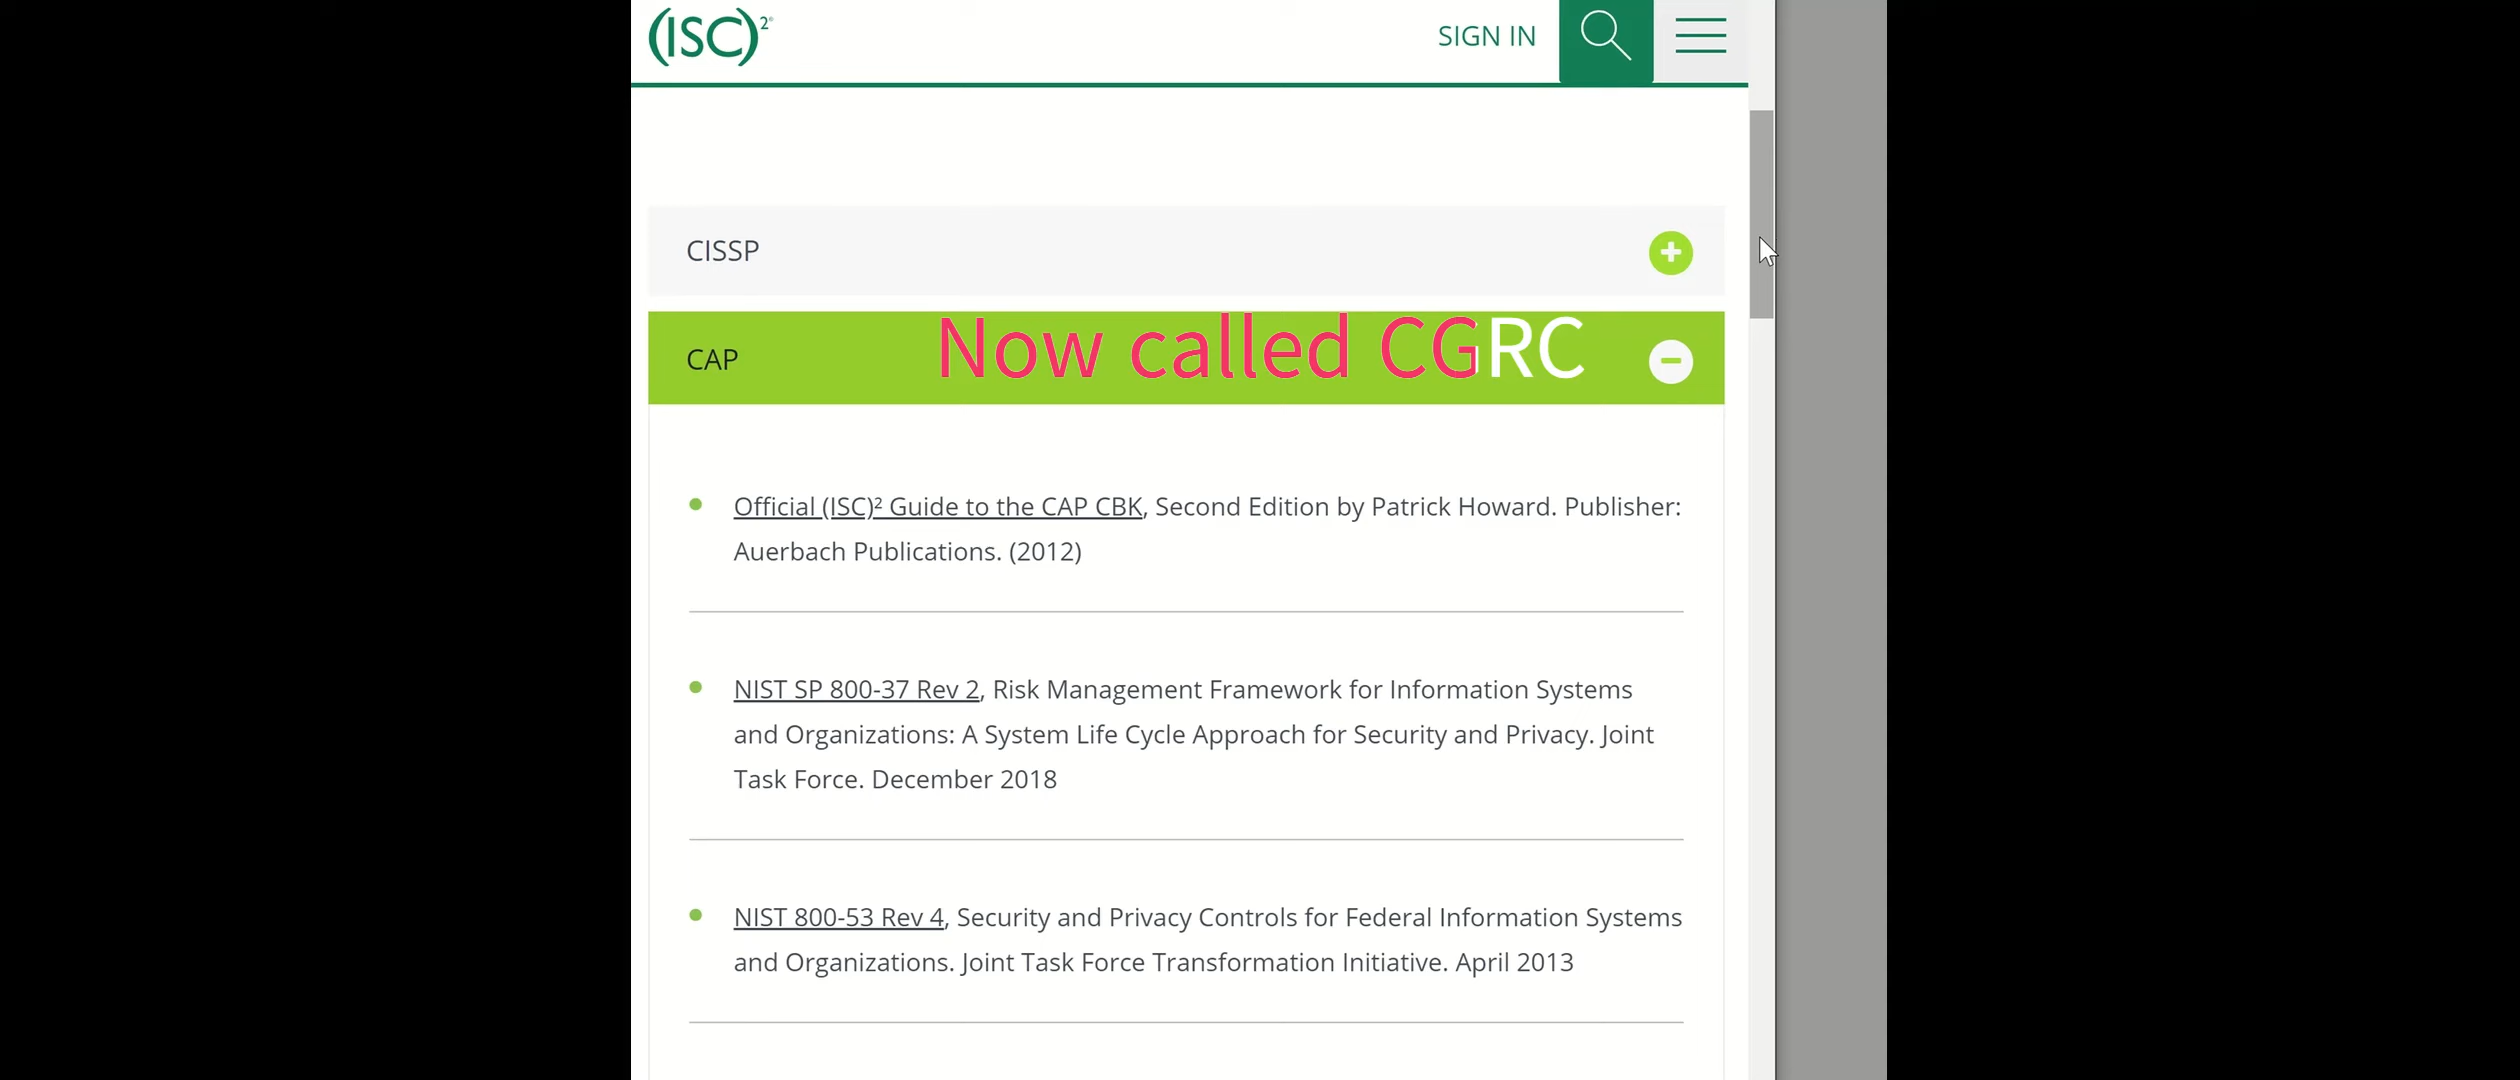 (ISC)²®
SIGN IN
CISSP
CAP
Now called CGRC
Official (ISC)² Guide to the CAP CBK, Second Edition by Patrick Howard. Publisher:
Auerbach Publications. (2012)
NIST SP 800-37 Rev 2, Risk Management Framework for Information Systems
and Organizations: A System Life Cycle Approach for Security and Privacy. Joint
Task Force. December 2018
NIST 800-53 Rev 4, Security and Privacy Controls for Federal Information Systems
and Organizations. Joint Task Force Transformation Initiative. April 2013